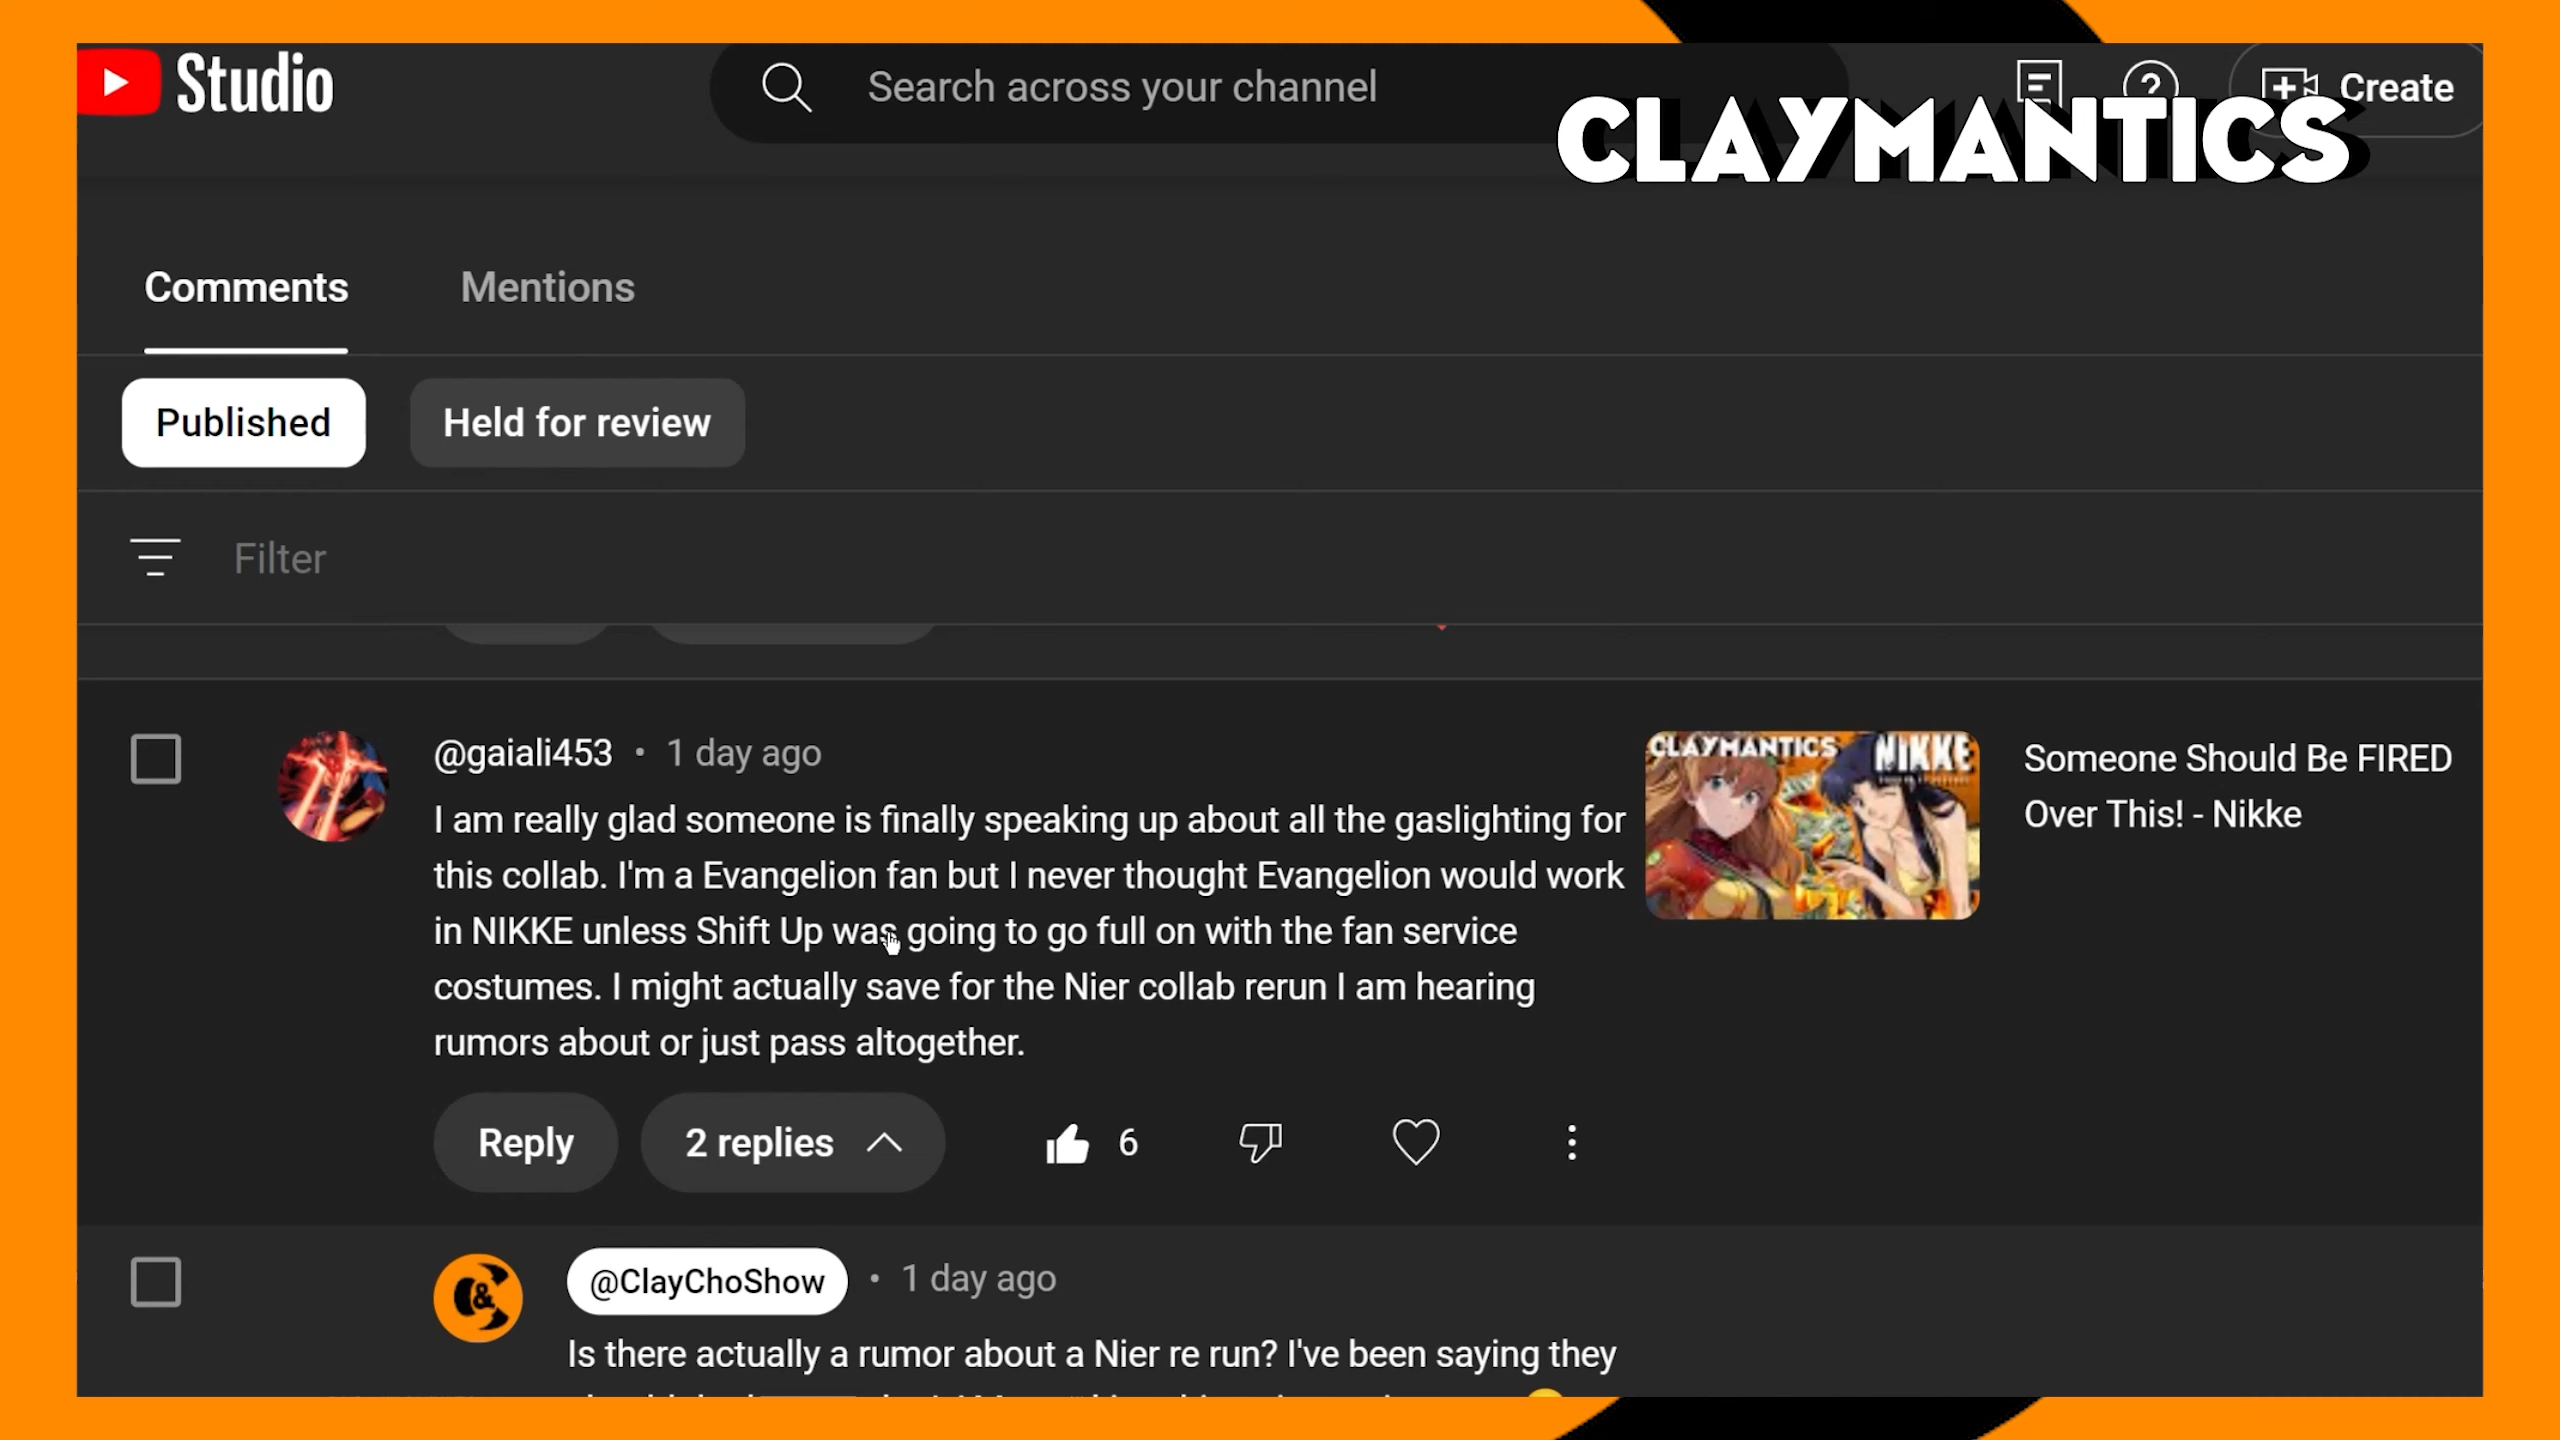 Studio
Search across your channel
Create
CLAYMANTICS
Comments
Mentions
Published
Held for review
Filter
@gaiali453 • 1 day ago
I am really glad someone is finally speaking up about all the gaslighting for
this collab. I'm a Evangelion fan but I never thought Evangelion would work
in NIKKE unless Shift Up was going to go full on with the fan service
costumes. I might actually save for the Nier collab rerun I am hearing
rumors about or just pass altogether.
CLAYMANTICS
NIKKE
Someone Should Be FIRED
Over This! - Nikke
Reply
2 replies
6
@ClayChoShow • 1 day ago
Is there actually a rumor about a Nier re run? I've been saying they